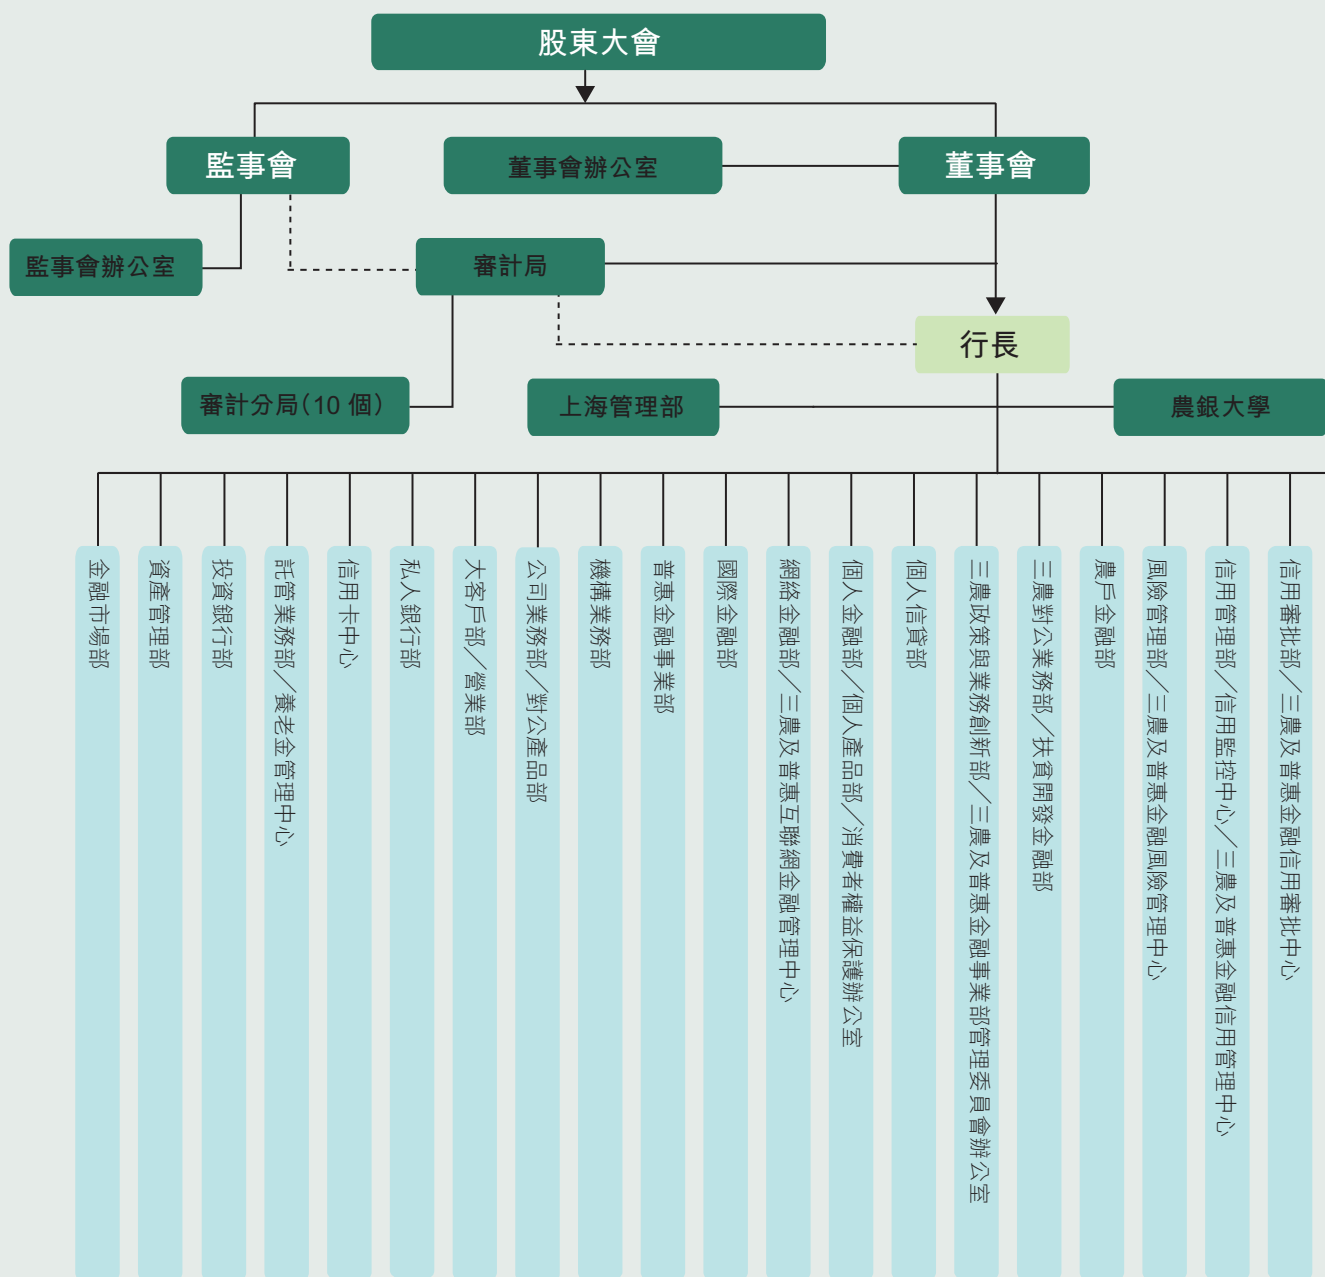 股東大會
監事會
董事會辦公室
董事會
監事會辦公室
審計局
行長
審計分局(10 個)
上海管理部
農銀大學
金融市場部
資產管理部
投資銀行部
託管業務部／養老金管理中心
信用卡中心
私人銀行部
大客戶部／營業部
公司業務部／對公產品部
機構業務部
普惠金融事業部
國際金融部
網絡金融部／三農及普惠互聯網金融管理中心
個人金融部／個人產品部／消費者權益保護辦公室
個人信貸部
三農政策與業務創新部／三農及普惠金融事業部管理委員會辦公室
三農對公業務部／扶貧開發金融部
農戶金融部
風險管理部／三農及普惠金融風險管理中心
信用管理部／信用監控中心／三農及普惠金融信用管理中心
信用審批部／三農及普惠金融信用審批中心